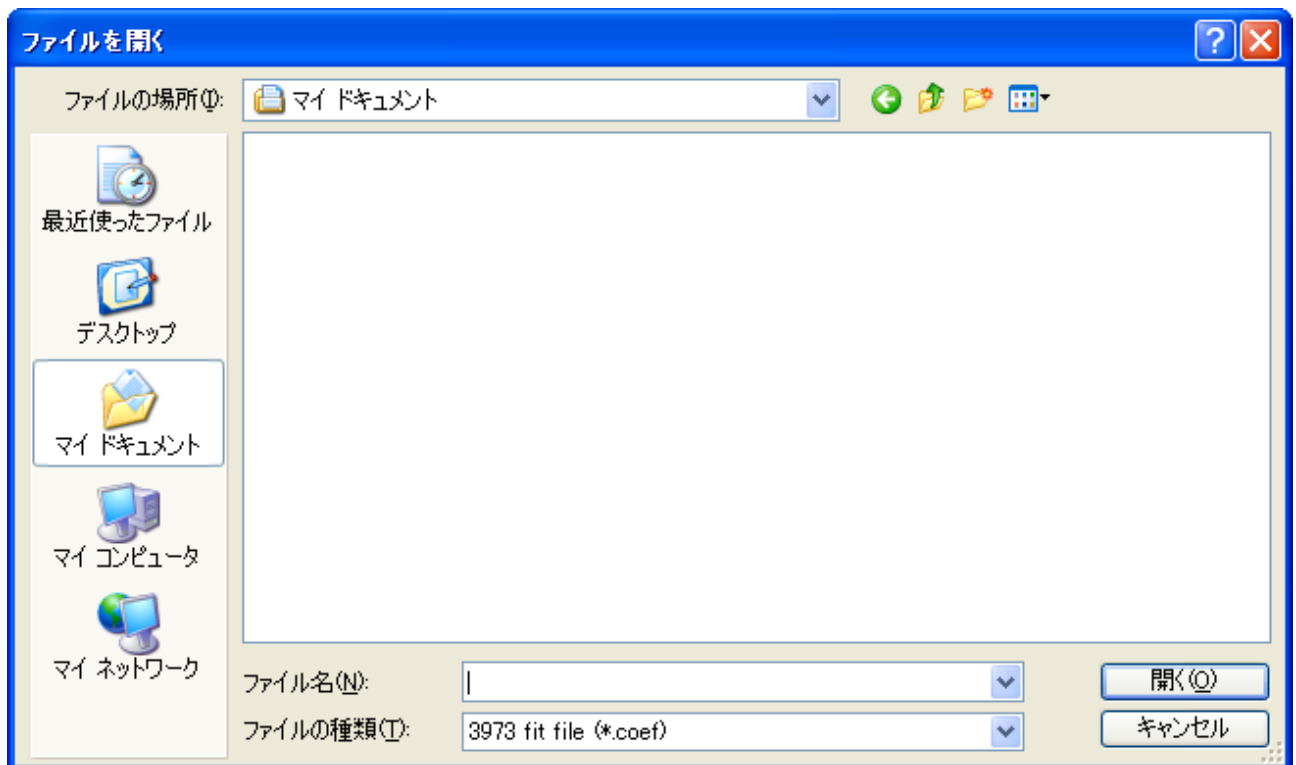 ファイルを開く
ファイルの場所(I):
マイ ドキュメント
最近使ったファイル
デスクトップ
マイ ドキュメント
マイ コンピュータ
マイ ネットワーク
ファイル名(N):
開く(O)
ファイルの種類(T):
3973 fit file (*.coef)
キャンセル